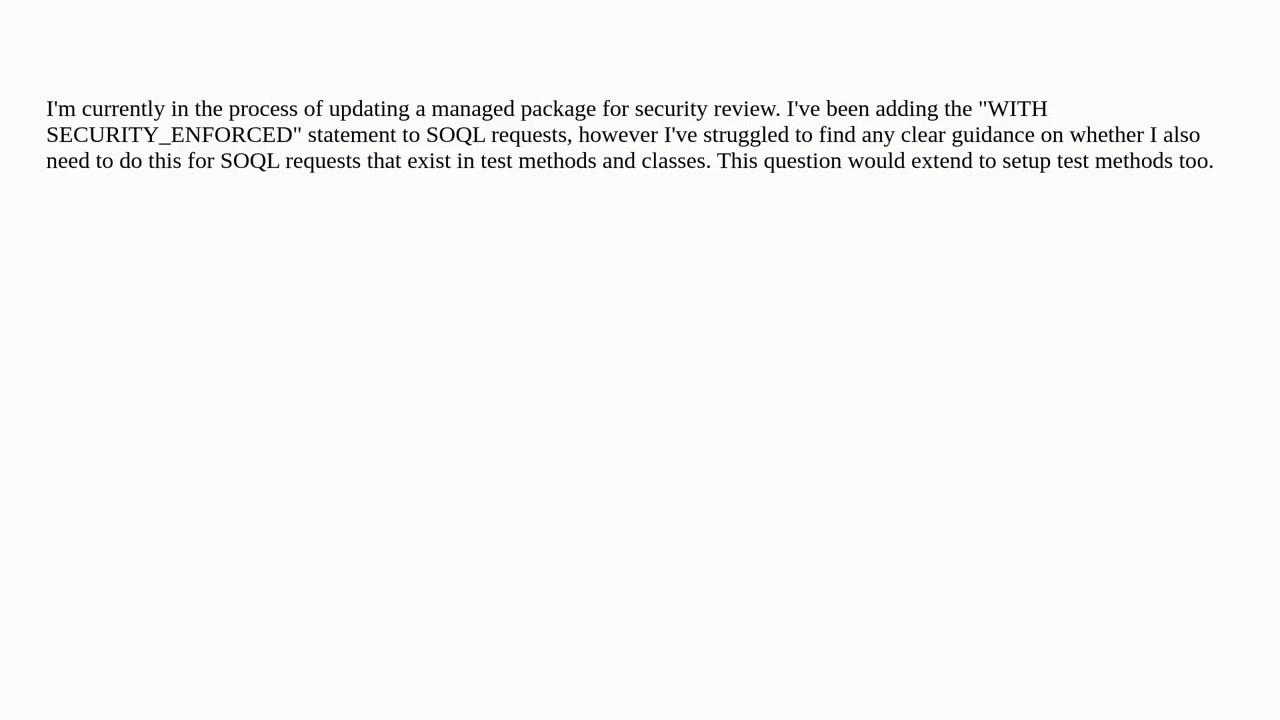 I'm currently in the process of updating a managed package for security review. I've been adding the "WITH
SECURITY_ENFORCED" statement to SOQL requests, however I've struggled to find any clear guidance on whether I also
need to do this for SOQL requests that exist in test methods and classes. This question would extend to setup test methods too.